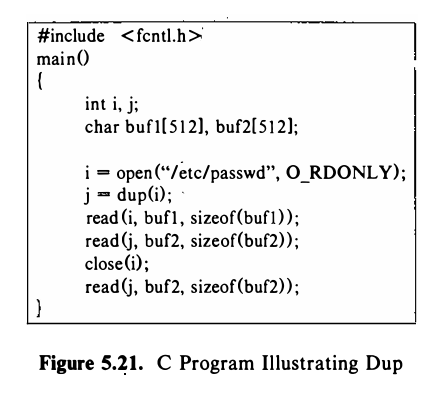 #include <fcntl.h>
main()
{
int i, j;
char buf1[512], buf2[512];
i = open(“/etc/passwd”, O_RDONLY);
j = dup(i);
read(i, buf1, sizeof(buf1));
read(j, buf2, sizeof(buf2));
close(i);
read(j, buf2, sizeof(buf2));
}
Figure 5.21. C Program Illustrating Dup